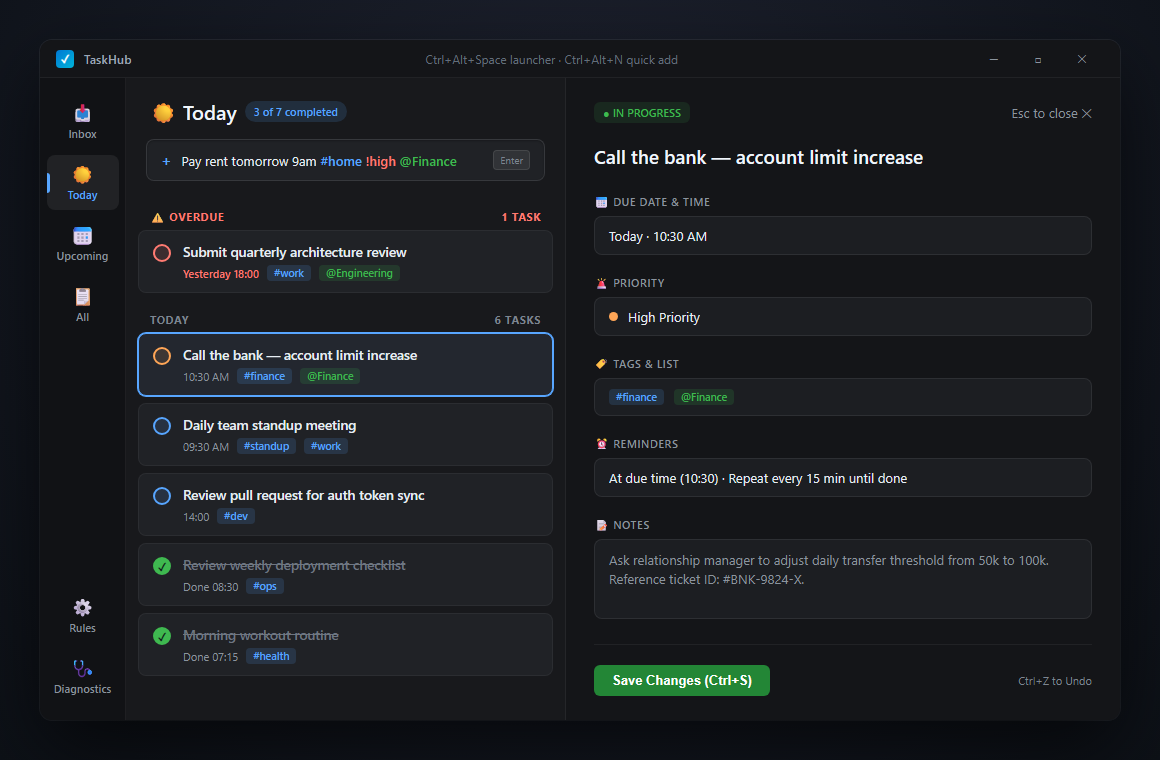 TaskHub
Ctrl+Alt+Space launcher · Ctrl+Alt+N quick add
Inbox
Today
Upcoming
All
Rules
Diagnostics
Today
3 of 7 completed
+ Pay rent tomorrow 9am #home !high @Finance
Enter
OVERDUE
1 TASK
Submit quarterly architecture review
Yesterday 18:00 #work @Engineering
TODAY
6 TASKS
Call the bank — account limit increase
10:30 AM #finance @Finance
Daily team standup meeting
09:30 AM #standup #work
Review pull request for auth token sync
14:00 #dev
Review weekly deployment checklist
Done 08:30 #ops
Morning workout routine
Done 07:15 #health
● IN PROGRESS
Esc to close ✕
Call the bank — account limit increase
DUE DATE & TIME
Today · 10:30 AM
PRIORITY
High Priority
TAGS & LIST
#finance @Finance
REMINDERS
At due time (10:30) · Repeat every 15 min until done
NOTES
Ask relationship manager to adjust daily transfer threshold from 50k to 100k.
Reference ticket ID: #BNK-9824-X.
Save Changes (Ctrl+S)
Ctrl+Z to Undo